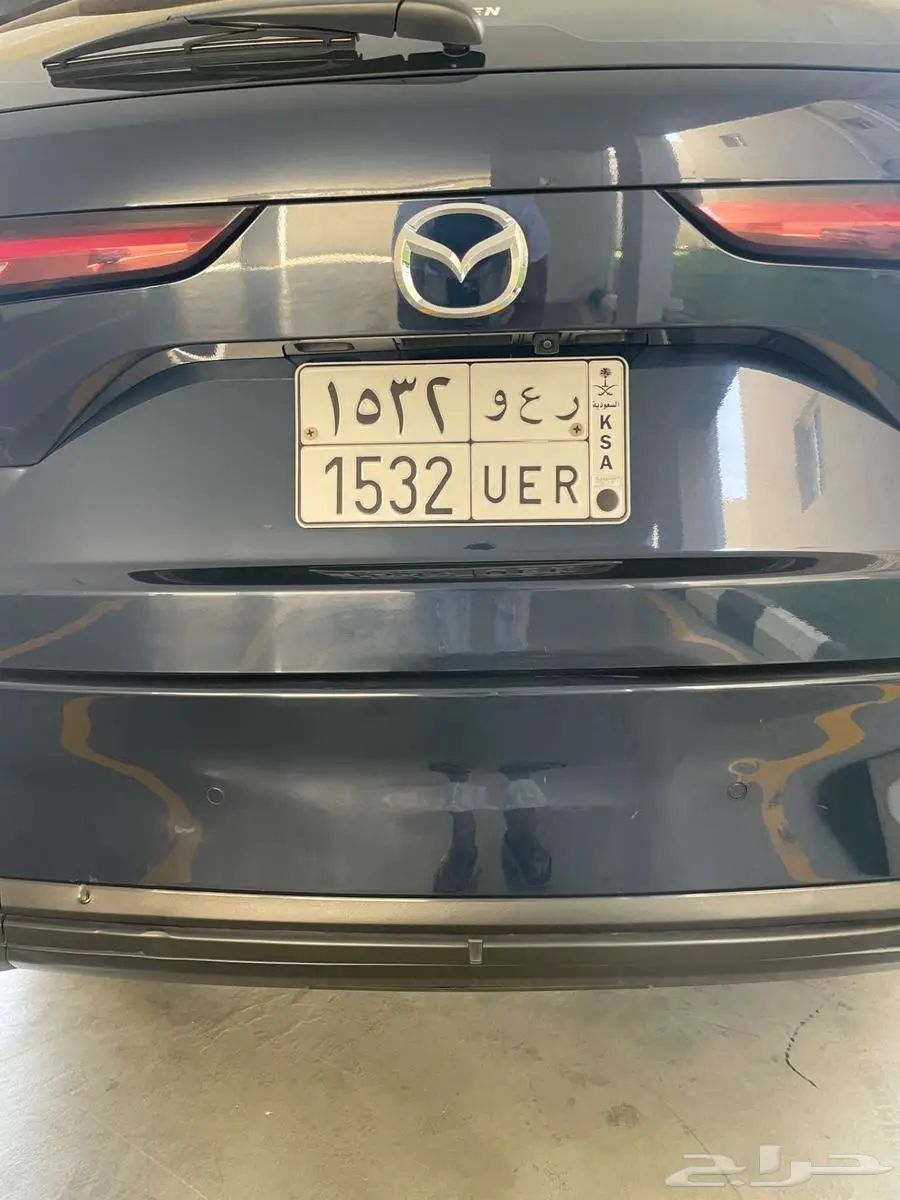 ١٥٣٢ ر ع و
السعودية
K
S
A
1532 UER
حراج